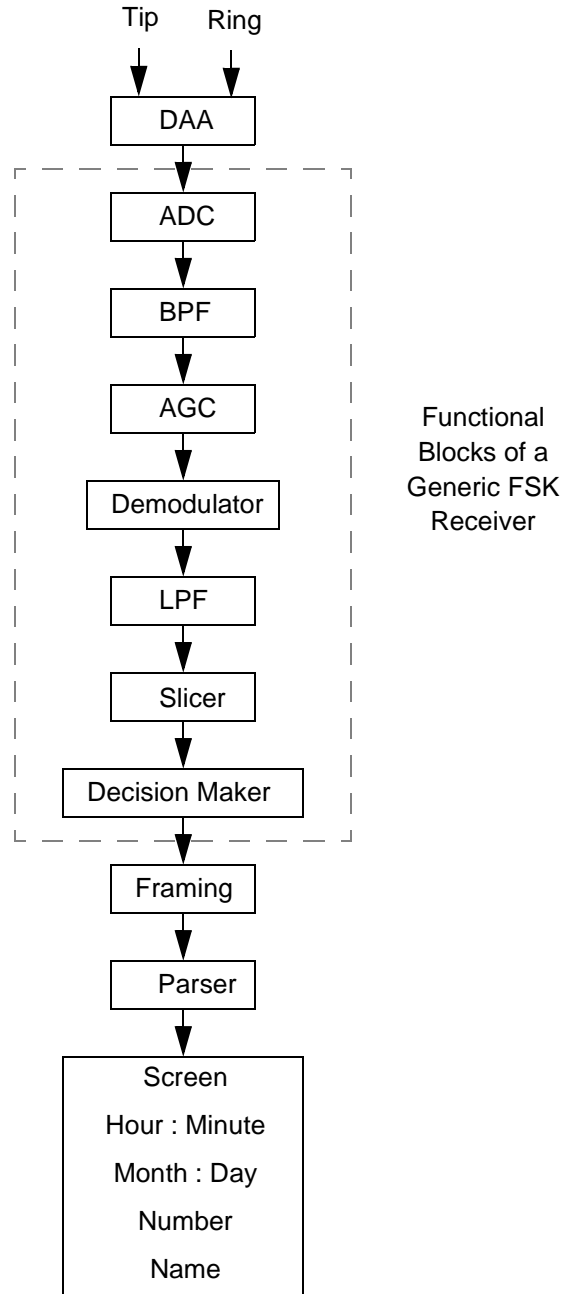 Tip Ring
DAA
ADC
BPF
AGC
Demodulator
LPF
Slicer
Decision Maker
Functional
Blocks of a
Generic FSK
Receiver
Framing
Parser
Screen
Hour : Minute
Month : Day
Number
Name